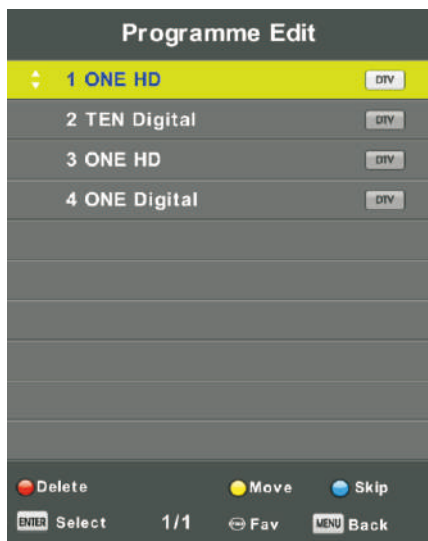 Programme Edit
1 ONE HD DTV
2 TEN Digital DTV
3 ONE HD DTV
4 ONE Digital DTV
Delete Move Skip
ENTER Select 1/1 Fav MENU Back